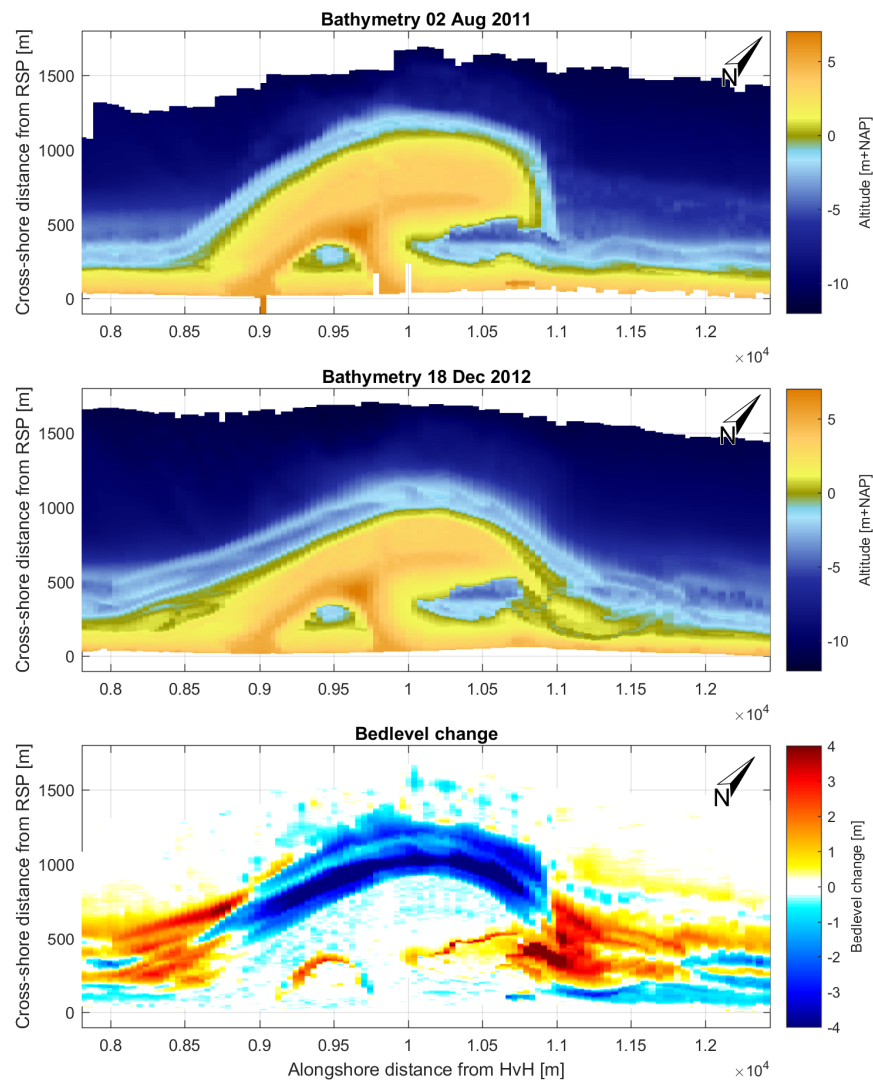 Bathymetry 02 Aug 2011
Cross-shore distance from RSP [m]
1500
1000
500
0
N
5
0
-5
-10
Altitude [m+NAP]
0.8 0.85 0.9 0.95 1 1.05 1.1 1.15 1.2
×10⁴
Bathymetry 18 Dec 2012
Cross-shore distance from RSP [m]
1500
1000
500
0
N
5
0
-5
-10
Altitude [m+NAP]
0.8 0.85 0.9 0.95 1 1.05 1.1 1.15 1.2
×10⁴
Bedlevel change
Cross-shore distance from RSP [m]
1500
1000
500
0
N
4
3
2
1
0
-1
-2
-3
-4
Bedlevel change [m]
0.8 0.85 0.9 0.95 1 1.05 1.1 1.15 1.2
Alongshore distance from HvH [m]
×10⁴